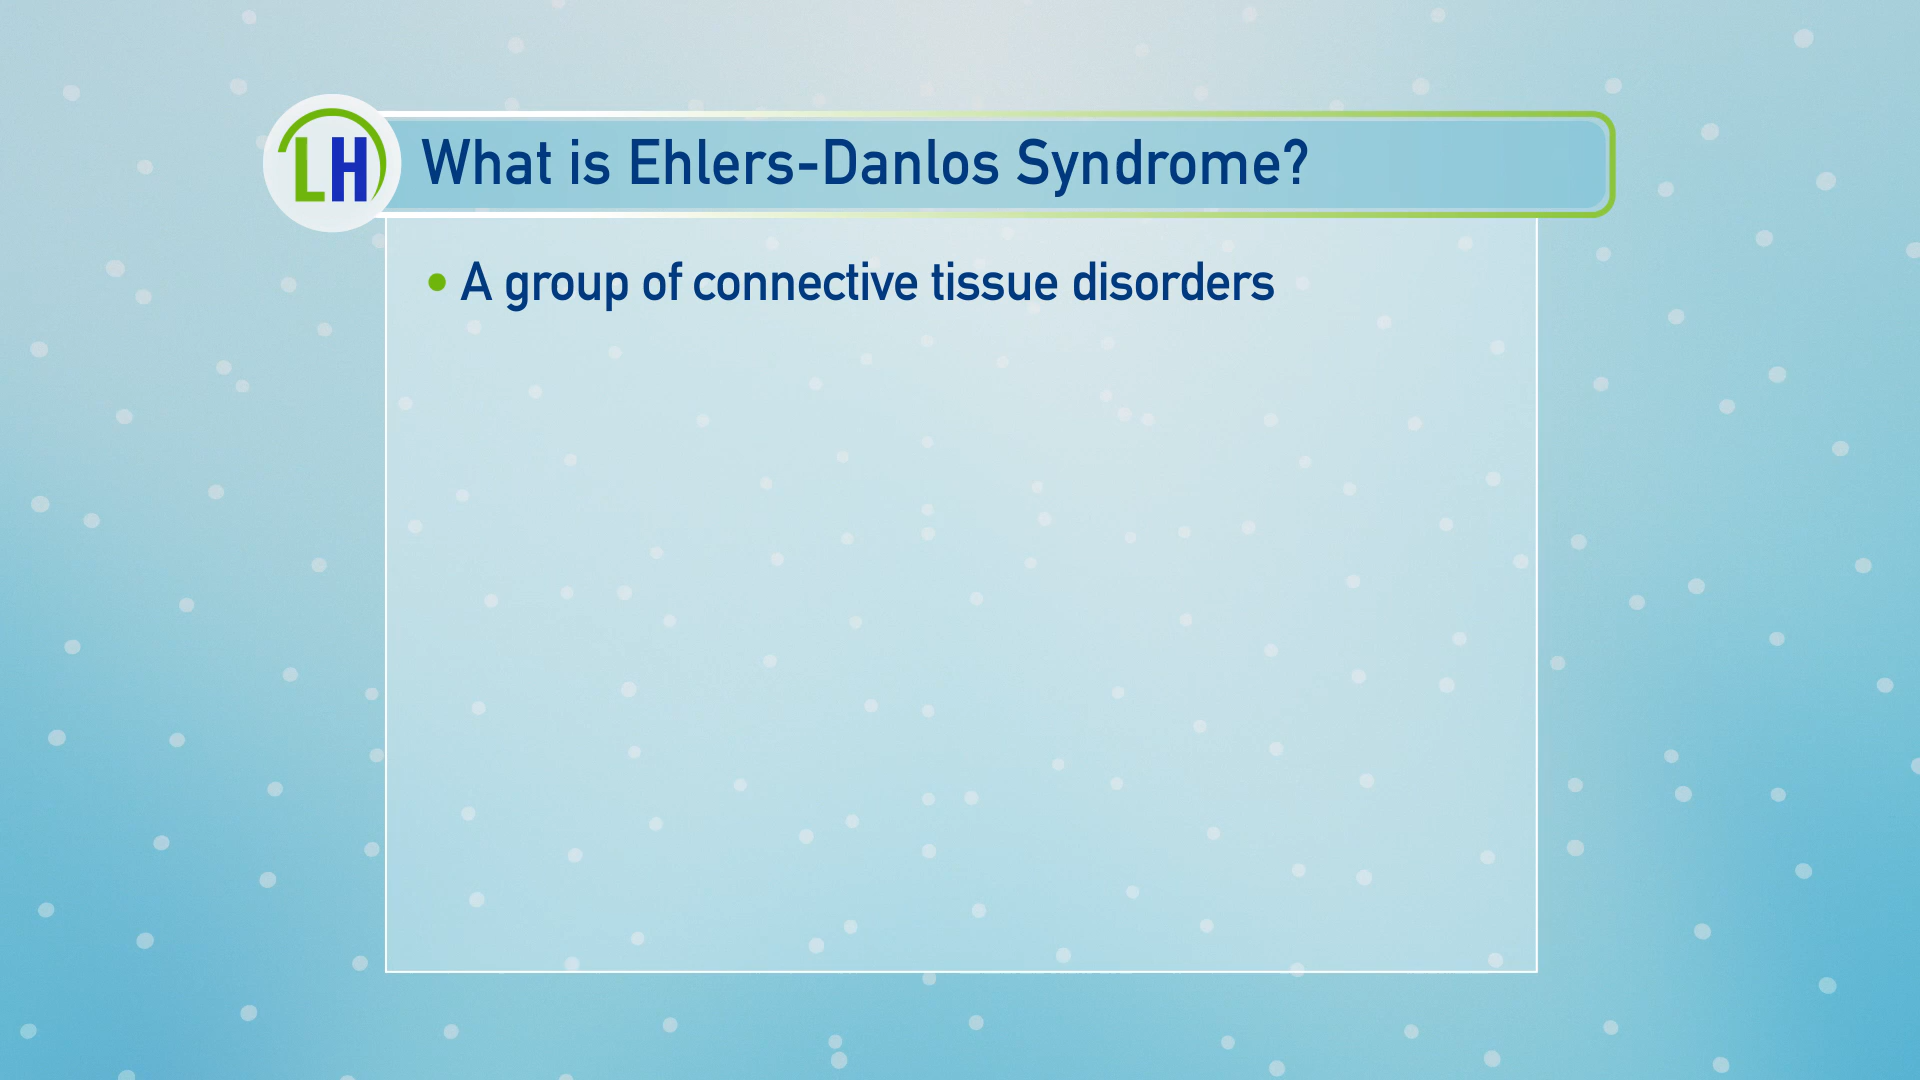 LH
What is Ehlers-Danlos Syndrome?
• A group of connective tissue disorders